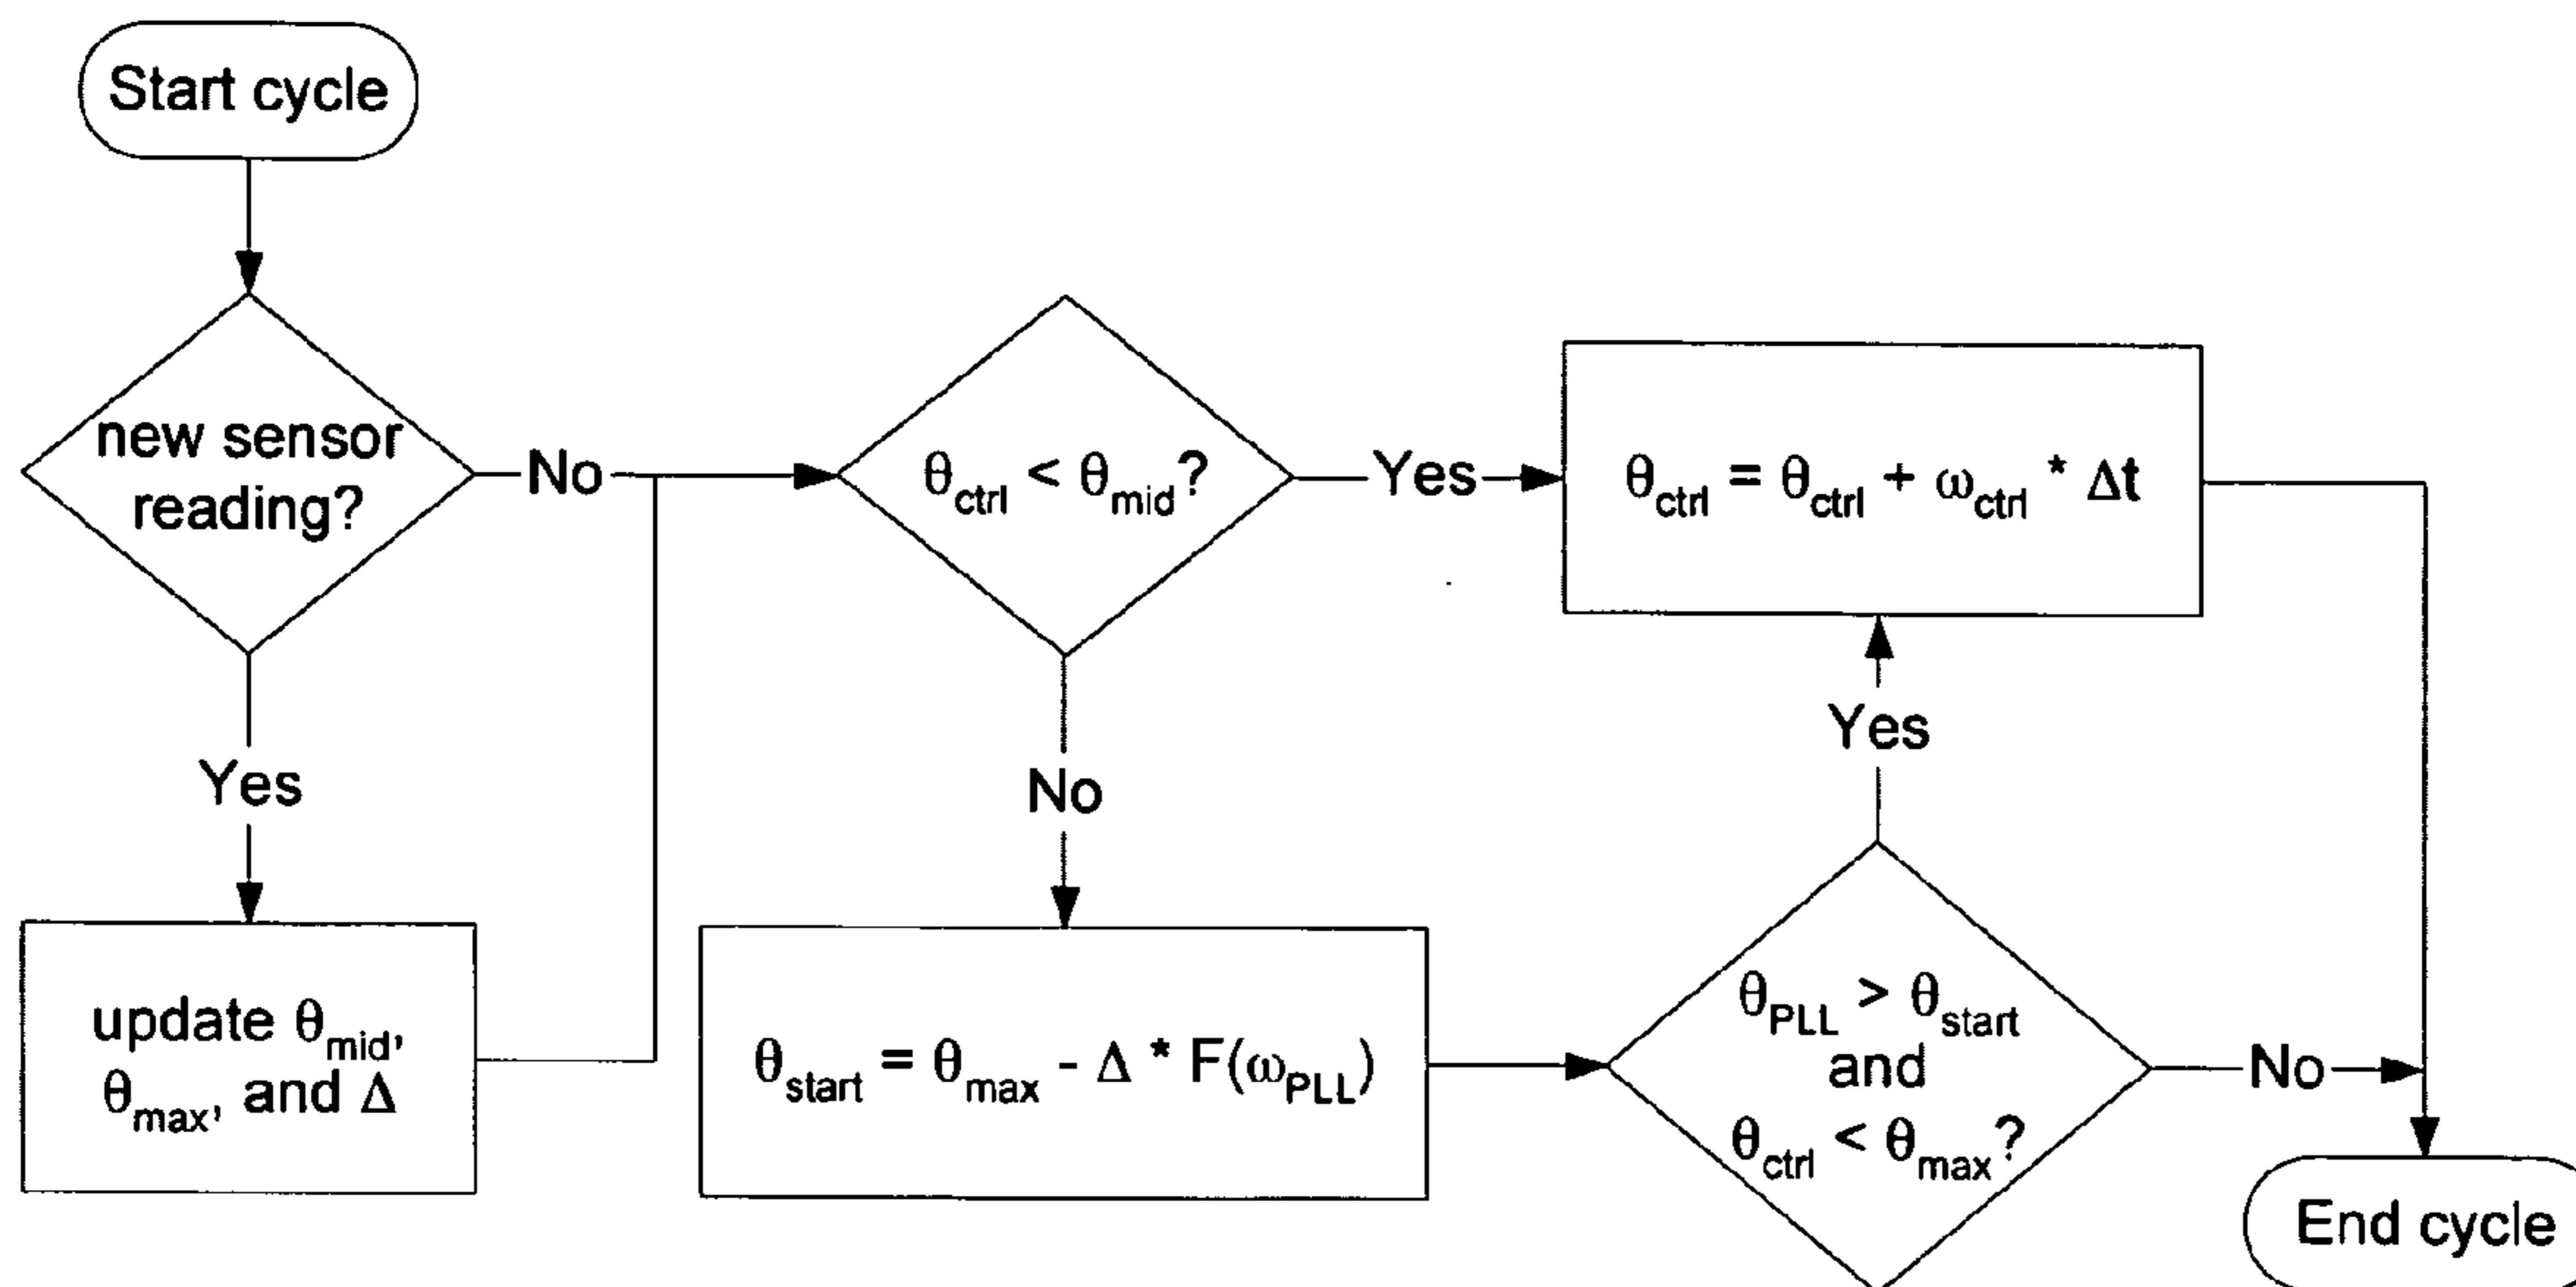 Start cycle
new sensor
reading?
No
θctrl < θmid?
Yes
θctrl = θctrl + ωctrl * Δt
Yes
No
Yes
update θmid,
θmax, and Δ
θstart = θmax - Δ * F(ωPLL)
θPLL > θstart
and
θctrl < θmax?
No
End cycle